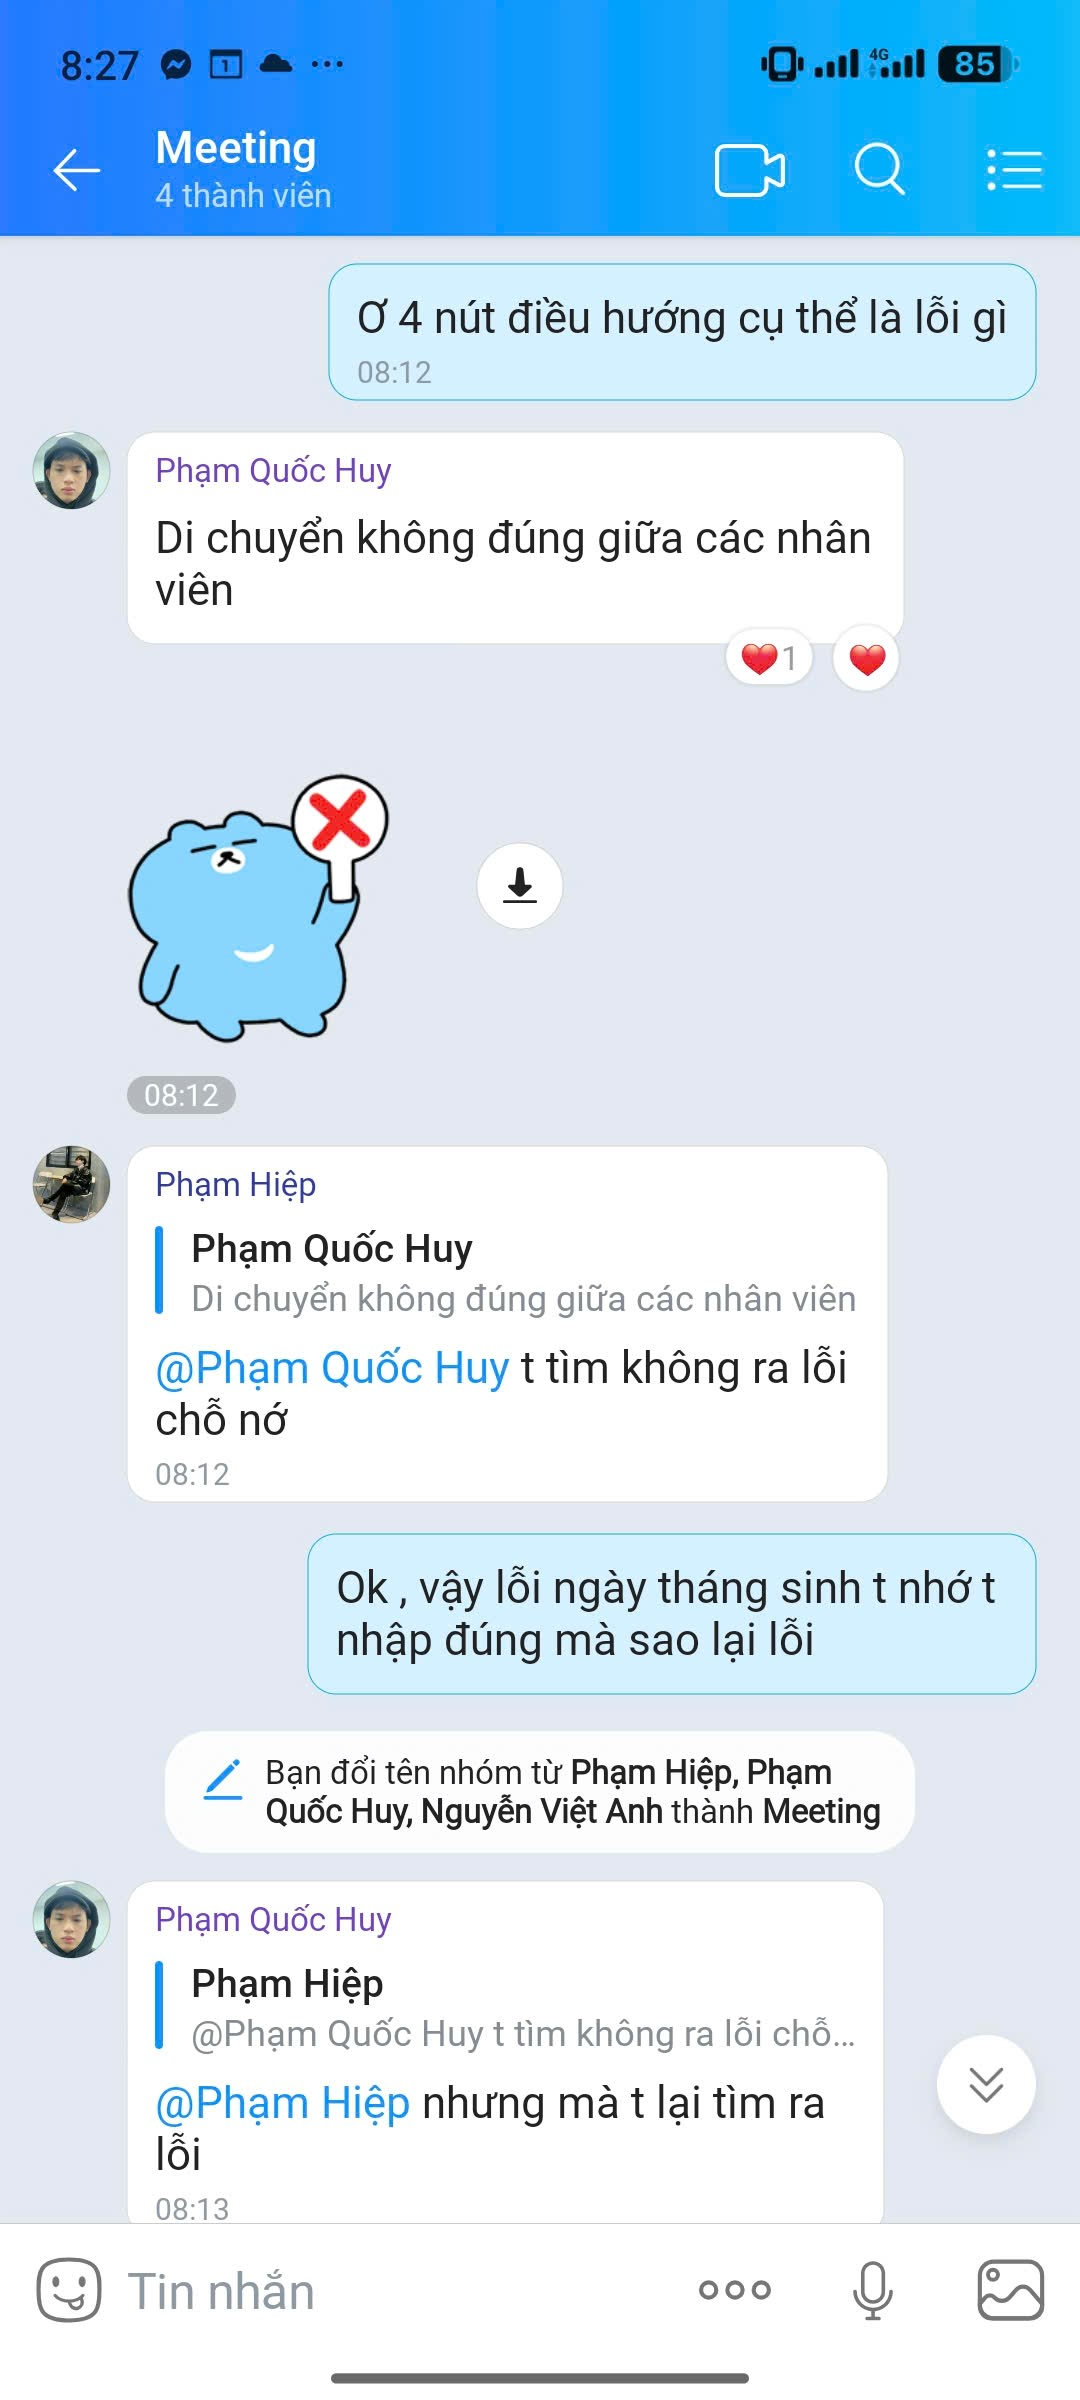 8:27
1
4G
85
Meeting
4 thành viên
Ơ 4 nút điều hướng cụ thể là lỗi gì
08:12
Phạm Quốc Huy
Di chuyển không đúng giữa các nhân
viên
1
08:12
Phạm Hiệp
Phạm Quốc Huy
Di chuyển không đúng giữa các nhân viên
@Phạm Quốc Huy t tìm không ra lỗi
chỗ nớ
08:12
Ok , vậy lỗi ngày tháng sinh t nhớ t
nhập đúng mà sao lại lỗi
Bạn đổi tên nhóm từ Phạm Hiệp, Phạm
Quốc Huy, Nguyễn Việt Anh thành Meeting
Phạm Quốc Huy
Phạm Hiệp
@Phạm Quốc Huy t tìm không ra lỗi chỗ...
@Phạm Hiệp nhưng mà t lại tìm ra
lỗi
08:13
Tin nhắn